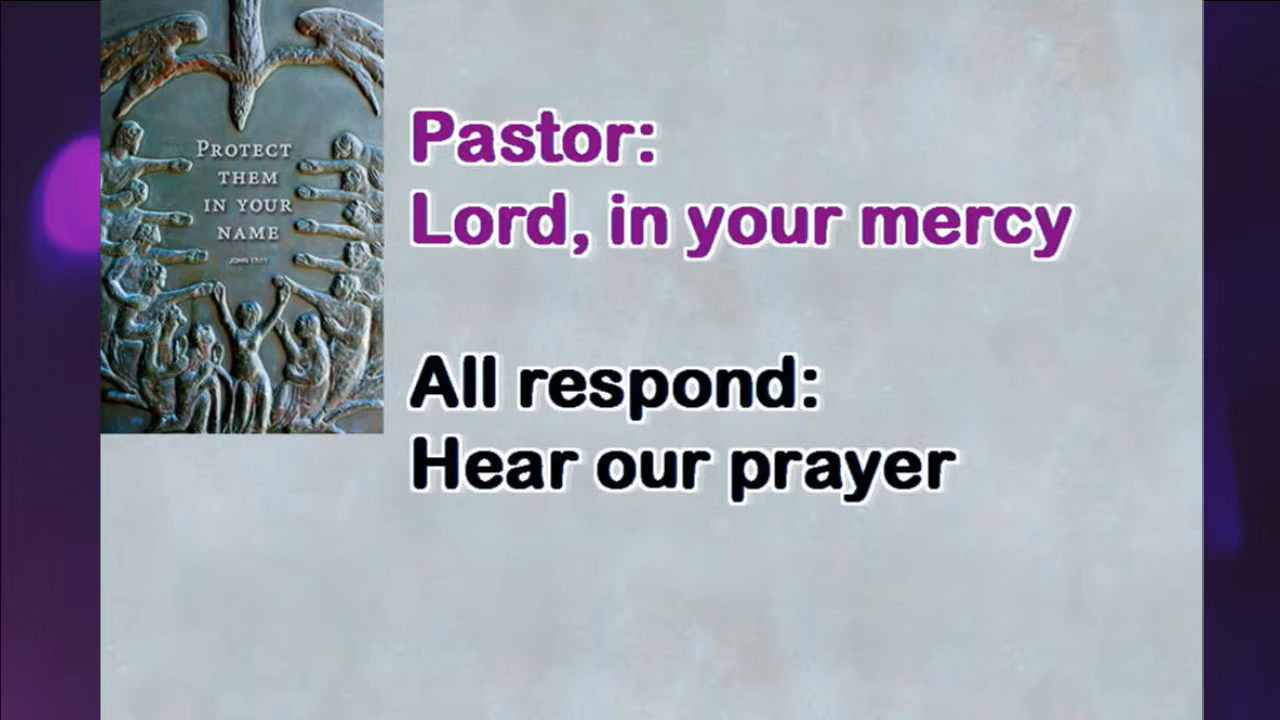 PROTECT
THEM
IN YOUR
NAME
Pastor:
Lord, in your mercy
All respond:
Hear our prayer